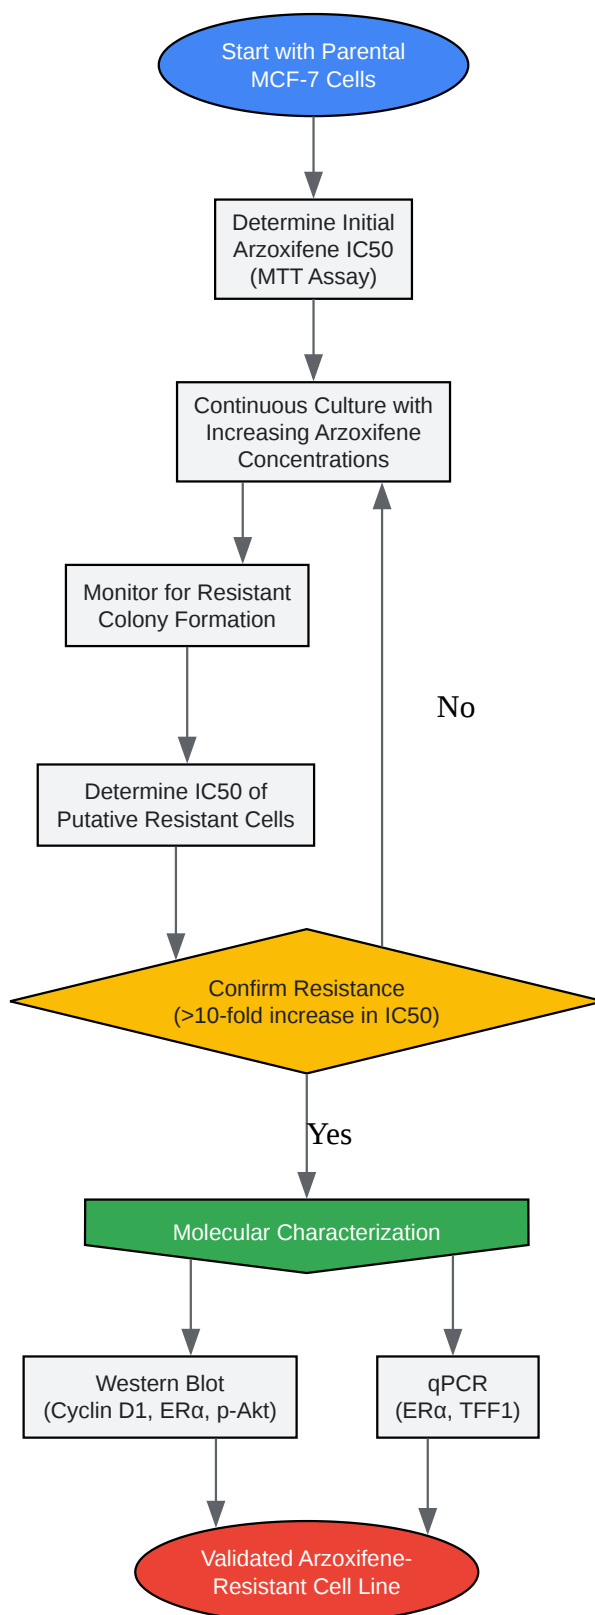 Start with Parental
MCF-7 Cells
Determine Initial
Arzoxifene IC50
(MTT Assay)
Continuous Culture with
Increasing Arzoxifene
Concentrations
Monitor for Resistant
Colony Formation
No
Determine IC50 of
Putative Resistant Cells
Confirm Resistance
(>10-fold increase in IC50)
Yes
Molecular Characterization
Western Blot
(Cyclin D1, ERα, p-Akt)
qPCR
(ERα, TFF1)
Validated Arzoxifene-
Resistant Cell Line